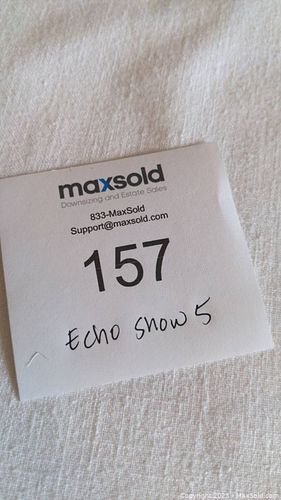 maxsold
Downsizing and Estate Sales
833-MaxSold
Support@maxsold.com
157
Echo Show 5
Copyright 2023 - MaxSold.com